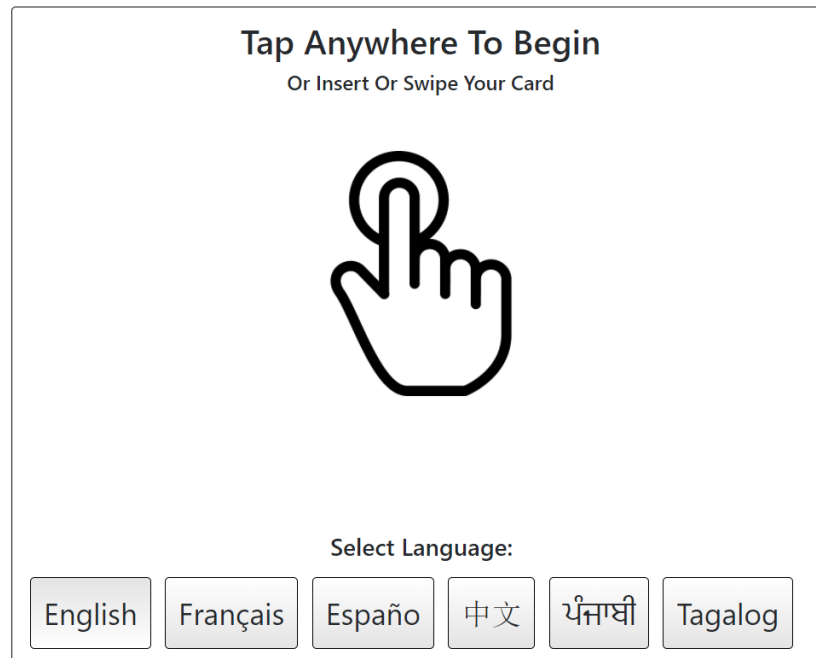 Tap Anywhere To Begin
Or Insert Or Swipe Your Card
Select Language:
English Français Españo 中文 ਪੰਜਾਬੀ Tagalog